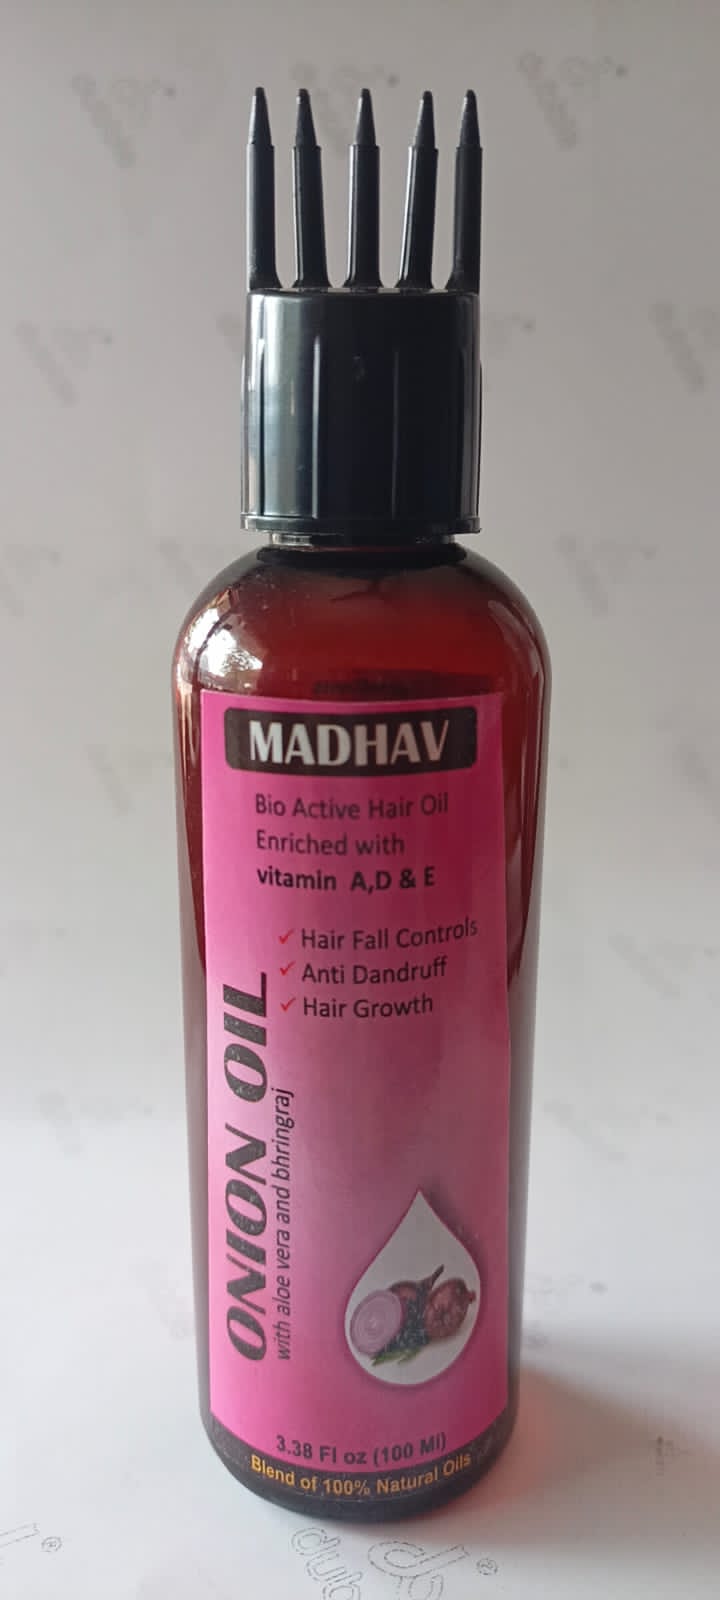 MADHAV
Bio Active Hair Oil
Enriched with
vitamin A,D & E
✓ Hair Fall Controls
✓ Anti Dandruff
✓ Hair Growth
ONION OIL
with aloe vera and bhringraj
3.38 Fl oz (100 Ml)
Blend of 100% Natural Oils